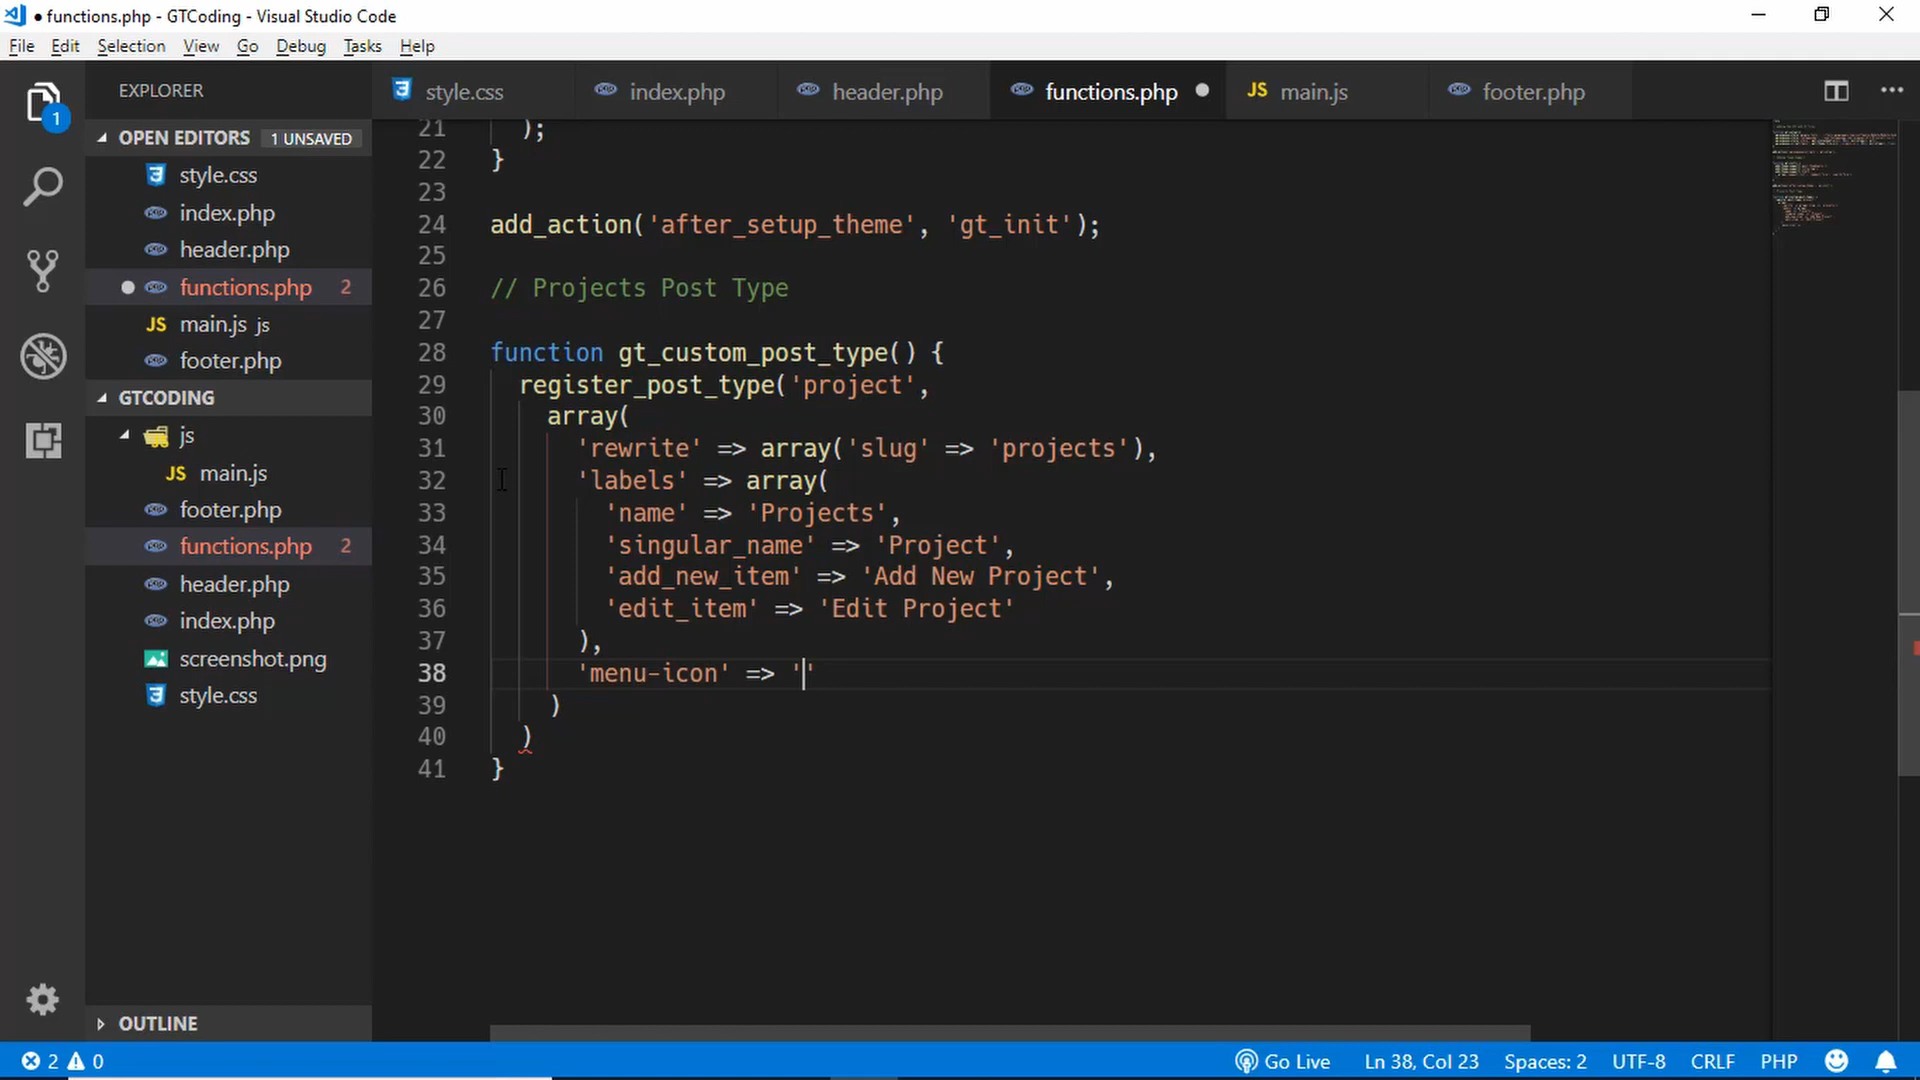 functions.php - GTCoding - Visual Studio Code
File Edit Selection View Go Debug Tasks Help
EXPLORER
style.css
index.php
header.php
functions.php
JS main.js
footer.php
1
OPEN EDITORS 1 UNSAVED
style.css
index.php
header.php
functions.php 2
JS main.js js
footer.php
GTCODING
js
JS main.js
footer.php
functions.php 2
header.php
index.php
screenshot.png
style.css
OUTLINE
21 );
22 }
23
24 add_action('after_setup_theme', 'gt_init');
25
26 // Projects Post Type
27
28 function gt_custom_post_type() {
29 register_post_type('project',
30 array(
31 'rewrite' => array('slug' => 'projects'),
32 'labels' => array(
33 'name' => 'Projects',
34 'singular_name' => 'Project',
35 'add_new_item' => 'Add New Project',
36 'edit_item' => 'Edit Project'
37 ),
38 'menu-icon' => ''
39 )
40 )
41 }
2 0 Go Live Ln 38, Col 23 Spaces: 2 UTF-8 CRLF PHP